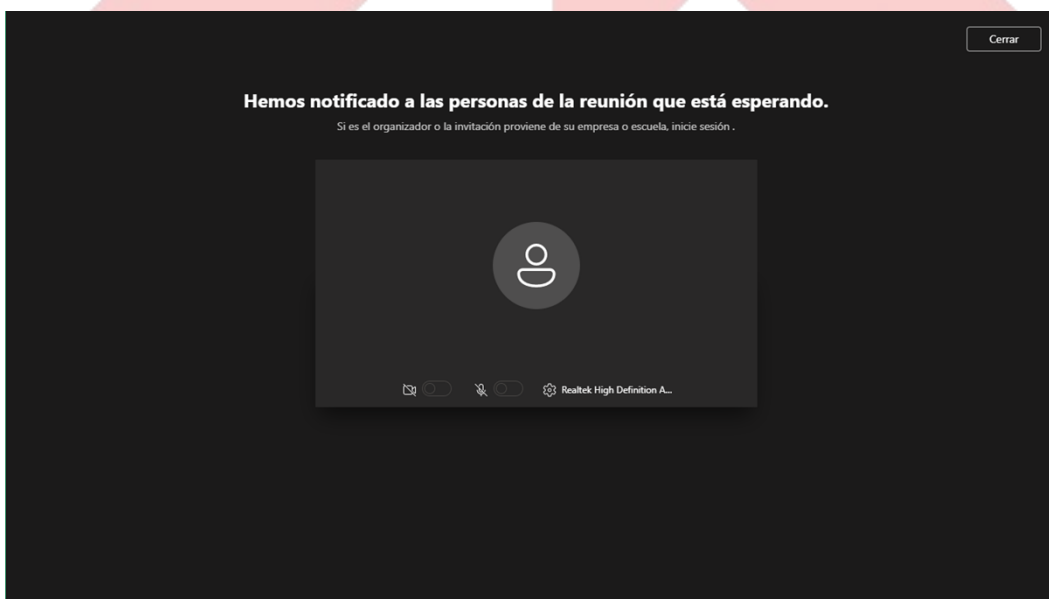 Cerrar
Hemos notificado a las personas de la reunión que está esperando.
Si es el organizador o la invitación proviene de su empresa o escuela, inicie sesión .
Realtek High Definition A...